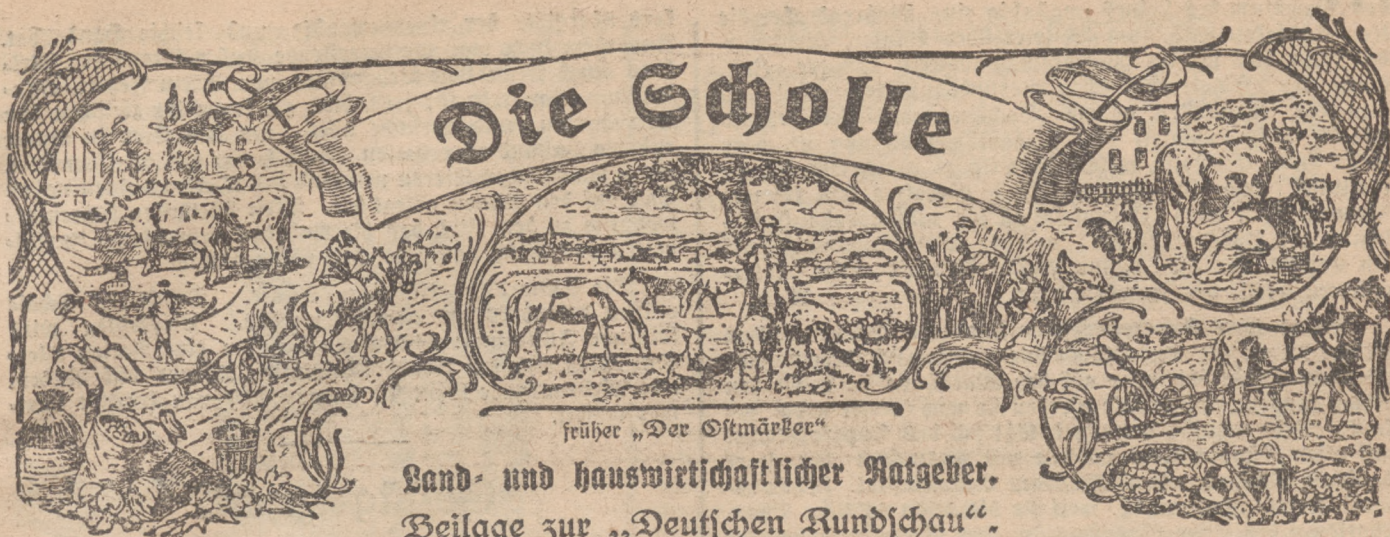 Die Scholle
früher „Der Ostmärker“
Land- und hauswirtschaftlicher Ratgeber.
Beilage zur „Deutschen Rundschau“.